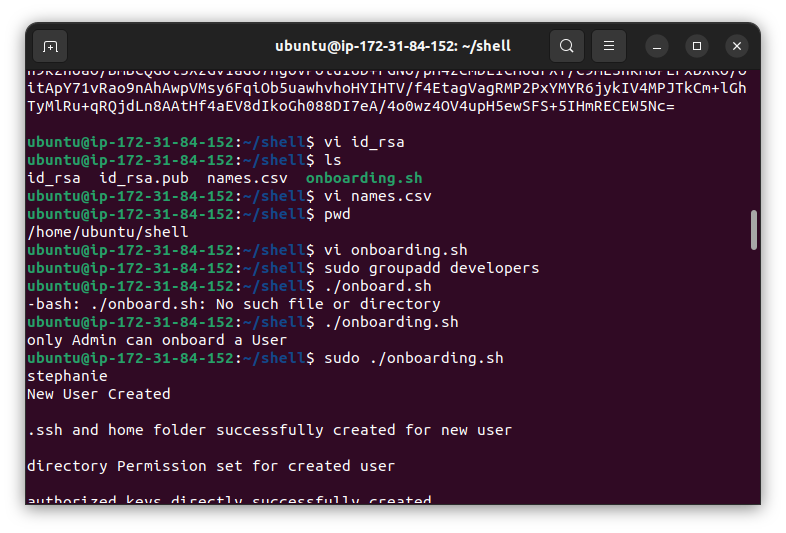 ubuntu@ip-172-31-84-152: ~/shell
itApY71vRao9nAhAwpVMsy6FqiOb5uawhvhoHYIHTV/f4EtagVagRMP2PxYMYR6jykIV4MPJTkCm+lGh
TyMlRu+qRQjdLn8AAtHf4aEV8dIkoGh088DI7eA/4o0wz4OV4upH5ewSFS+5IHmRECEW5Nc=
ubuntu@ip-172-31-84-152:~/shell$ vi id_rsa
ubuntu@ip-172-31-84-152:~/shell$ ls
id_rsa  id_rsa.pub  names.csv  onboarding.sh
ubuntu@ip-172-31-84-152:~/shell$ vi names.csv
ubuntu@ip-172-31-84-152:~/shell$ pwd
/home/ubuntu/shell
ubuntu@ip-172-31-84-152:~/shell$ vi onboarding.sh
ubuntu@ip-172-31-84-152:~/shell$ sudo groupadd developers
ubuntu@ip-172-31-84-152:~/shell$ ./onboard.sh
-bash: ./onboard.sh: No such file or directory
ubuntu@ip-172-31-84-152:~/shell$ ./onboarding.sh
only Admin can onboard a User
ubuntu@ip-172-31-84-152:~/shell$ sudo ./onboarding.sh
stephanie
New User Created
.ssh and home folder successfully created for new user
directory Permission set for created user
authorized keys directly successfully created